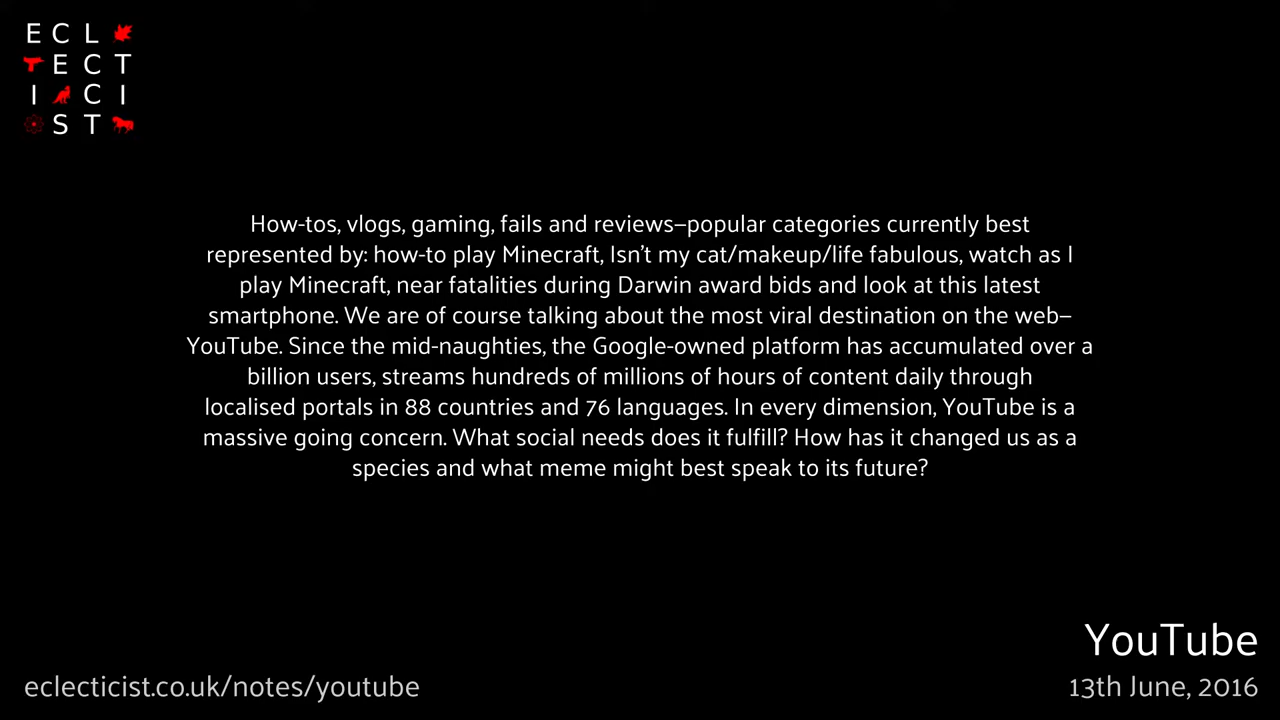 E C L
E C T
I C I
S T
How-tos, vlogs, gaming, fails and reviews—popular categories currently best
represented by: how-to play Minecraft, Isn't my cat/makeup/life fabulous, watch as I
play Minecraft, near fatalities during Darwin award bids and look at this latest
smartphone. We are of course talking about the most viral destination on the web—
YouTube. Since the mid-naughties, the Google-owned platform has accumulated over a
billion users, streams hundreds of millions of hours of content daily through
localised portals in 88 countries and 76 languages. In every dimension, YouTube is a
massive going concern. What social needs does it fulfill? How has it changed us as a
species and what meme might best speak to its future?
YouTube
eclecticist.co.uk/notes/youtube
13th June, 2016